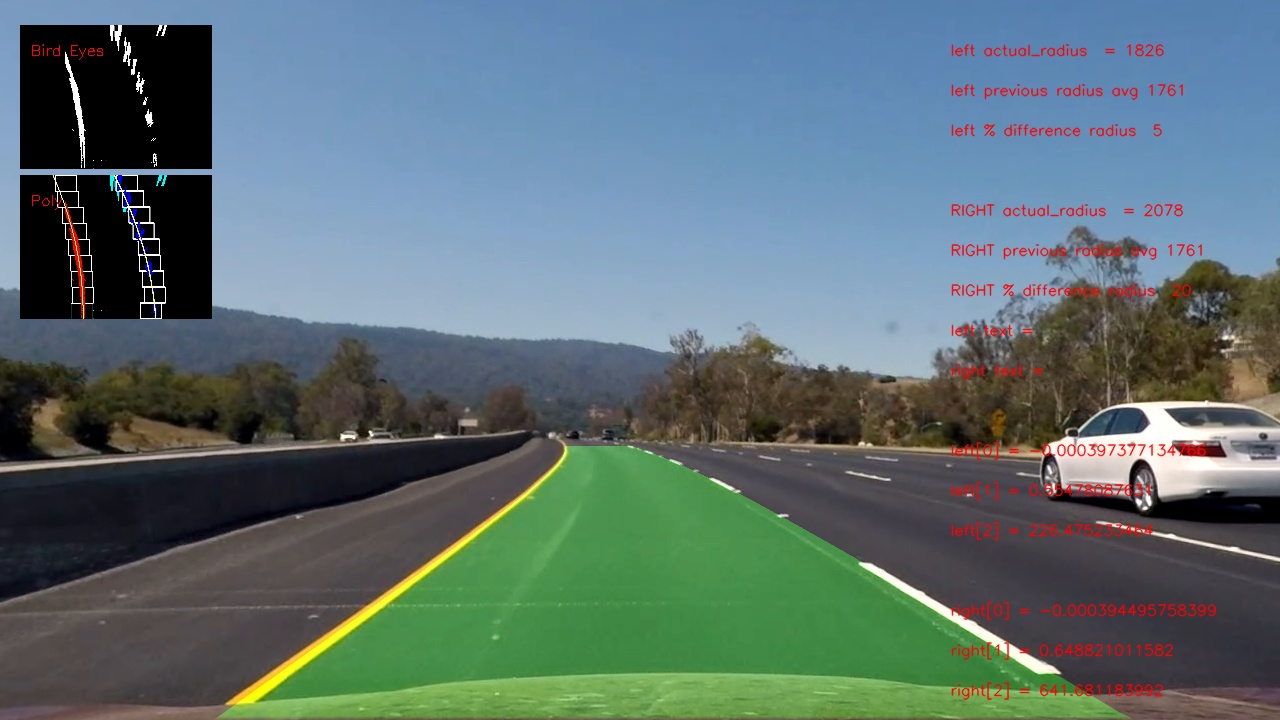 Bird Eyes
Poly
left actual_radius = 1826
left previous radius avg 1761
left % difference radius 5
RIGHT actual_radius = 2078
RIGHT previous radius avg 1761
RIGHT % difference radius 20
left text =
right text =
left[0] = -0.000397377134766
left[1] = 0.55478087631
left[2] = 226.475233464
right[0] = -0.000394495758399
right[1] = 0.648821011582
right[2] = 641.681183992